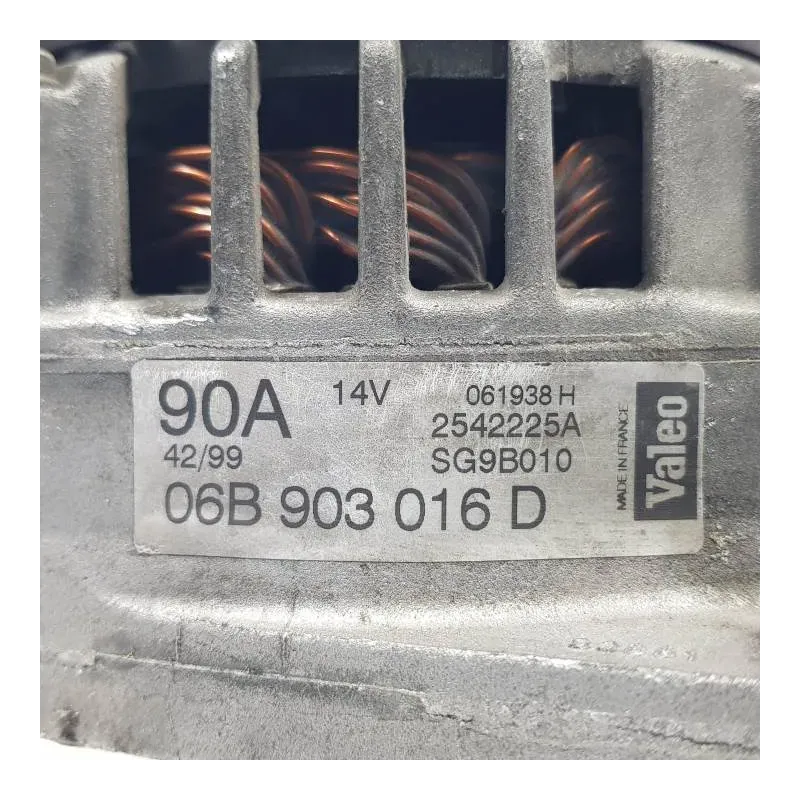 90A 14V 061938 H
2542225A
42/99 SG9B010
06B 903 016 D
MADE IN FRANCE
Valeo